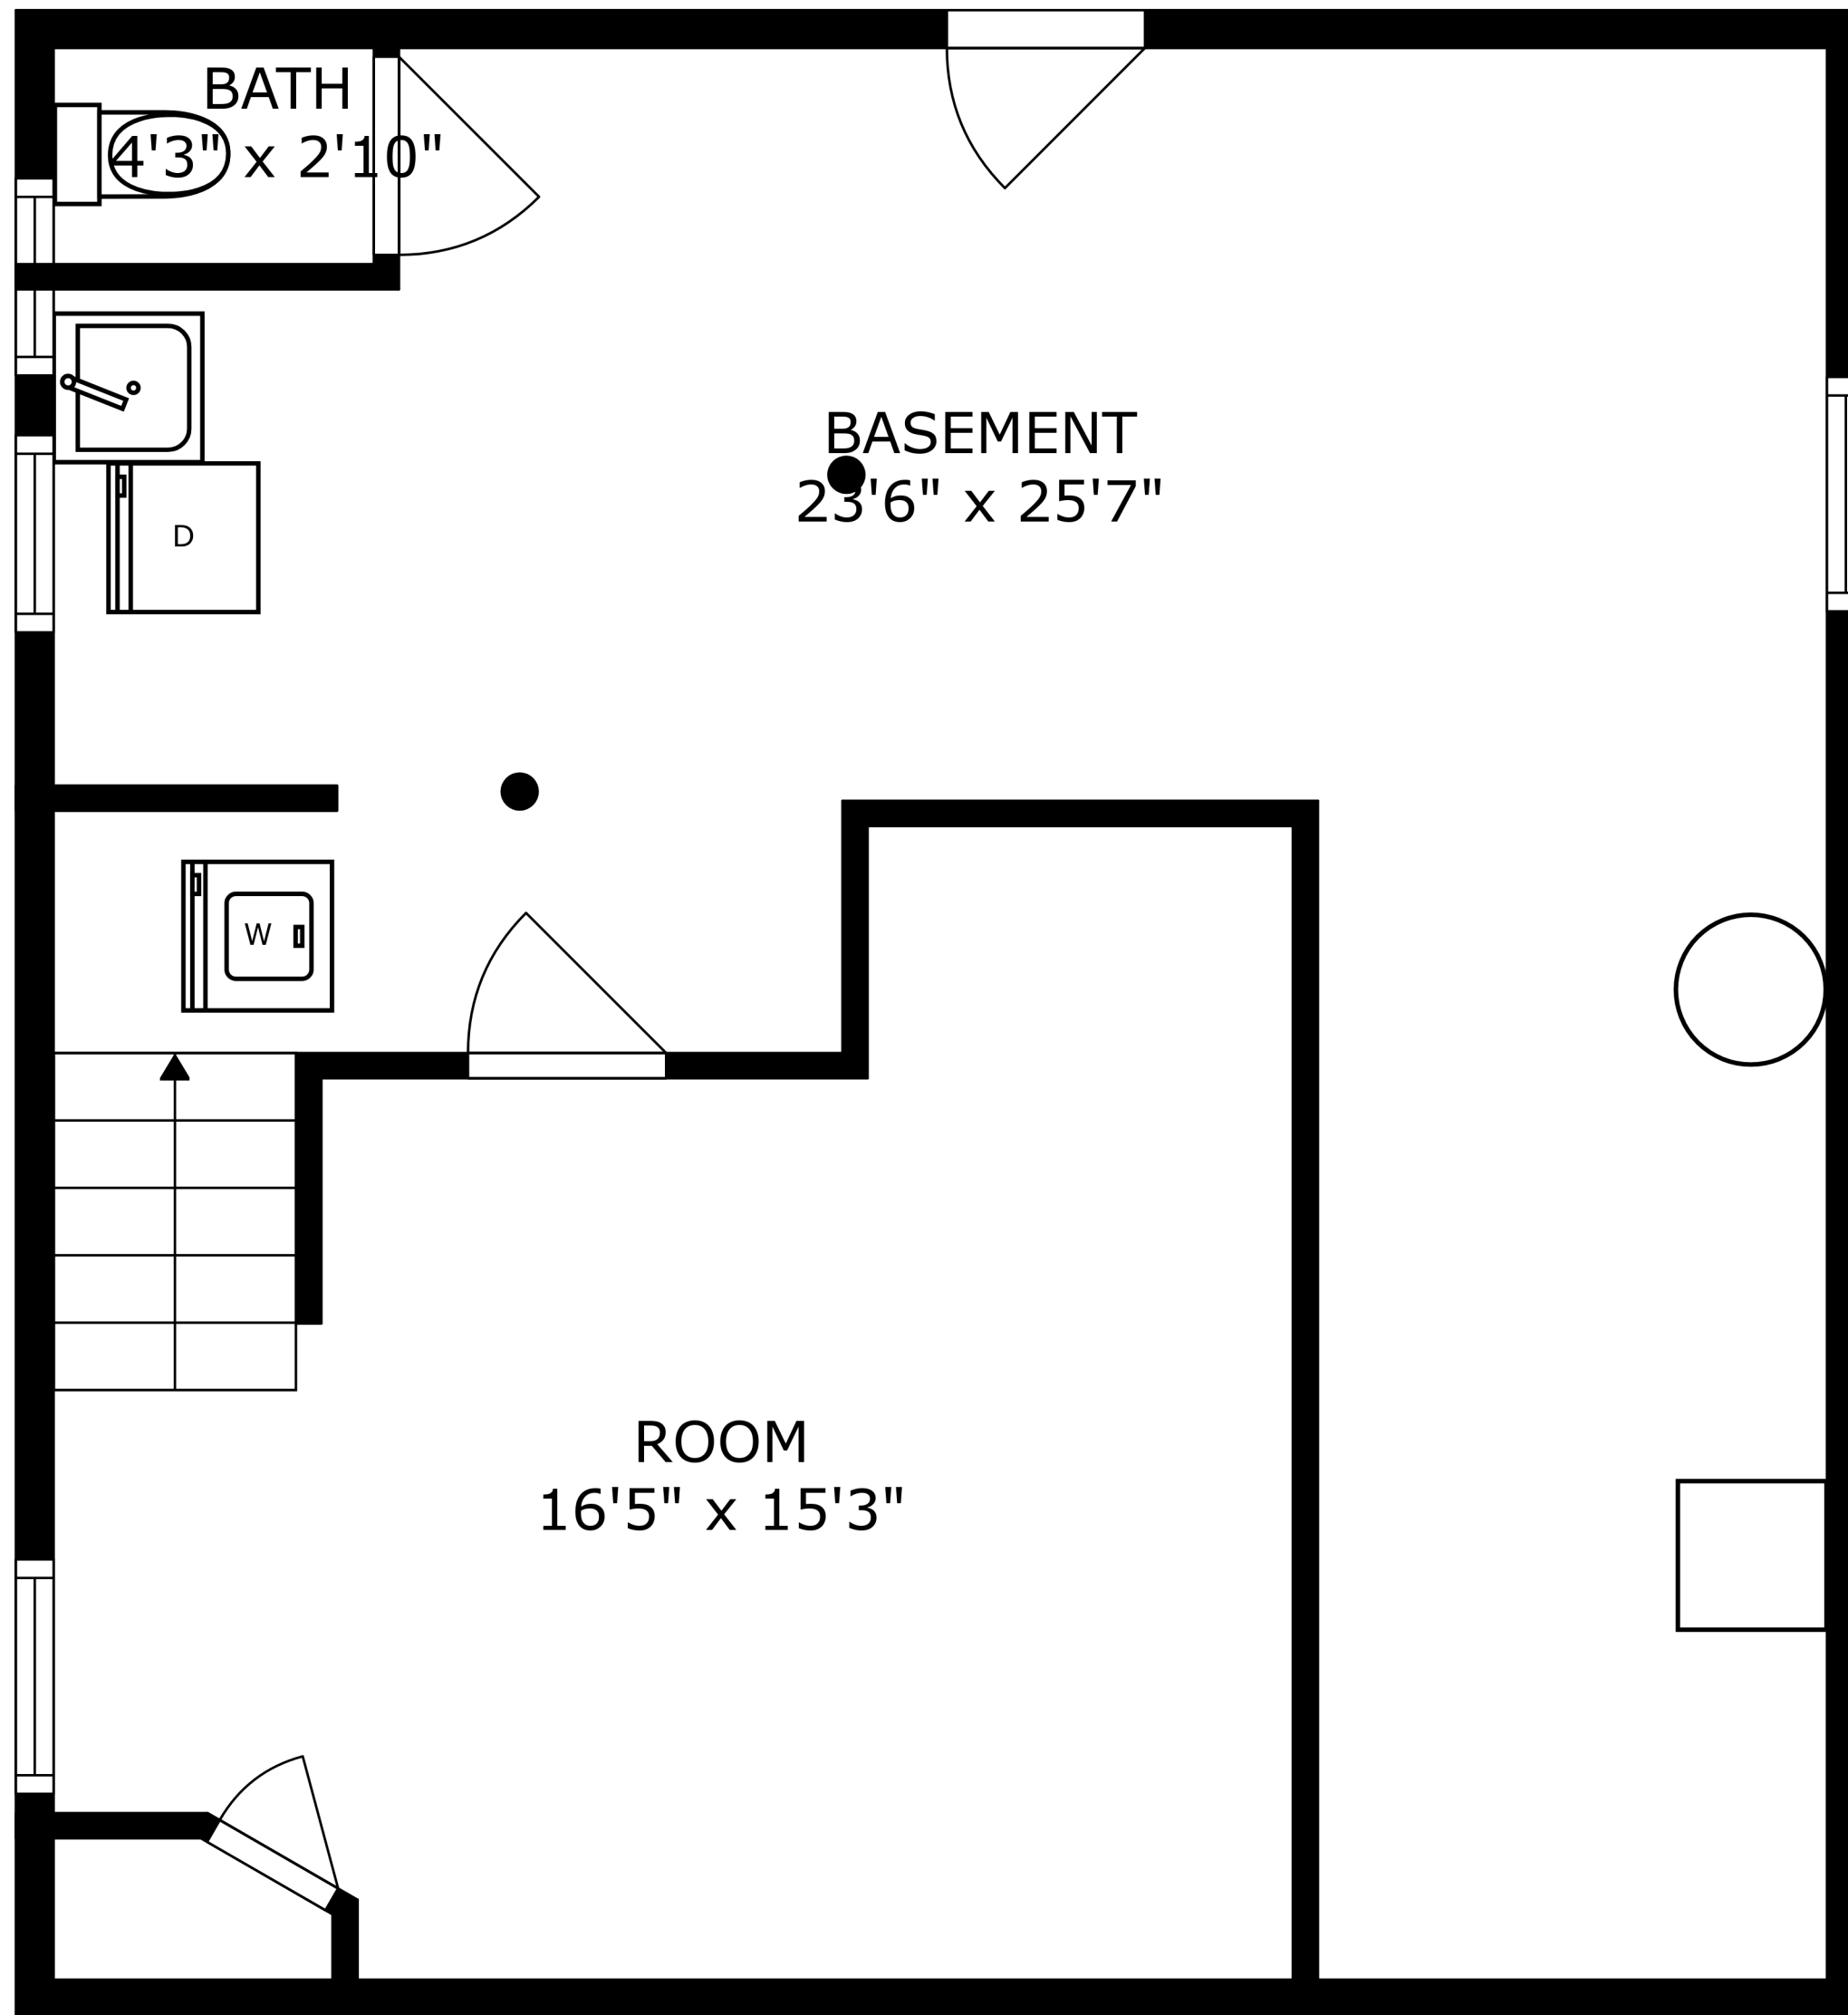 BATH
4'3" x 2'10"
BASEMENT
23'6" x 25'7"
D
W
ROOM
16'5" x 15'3"